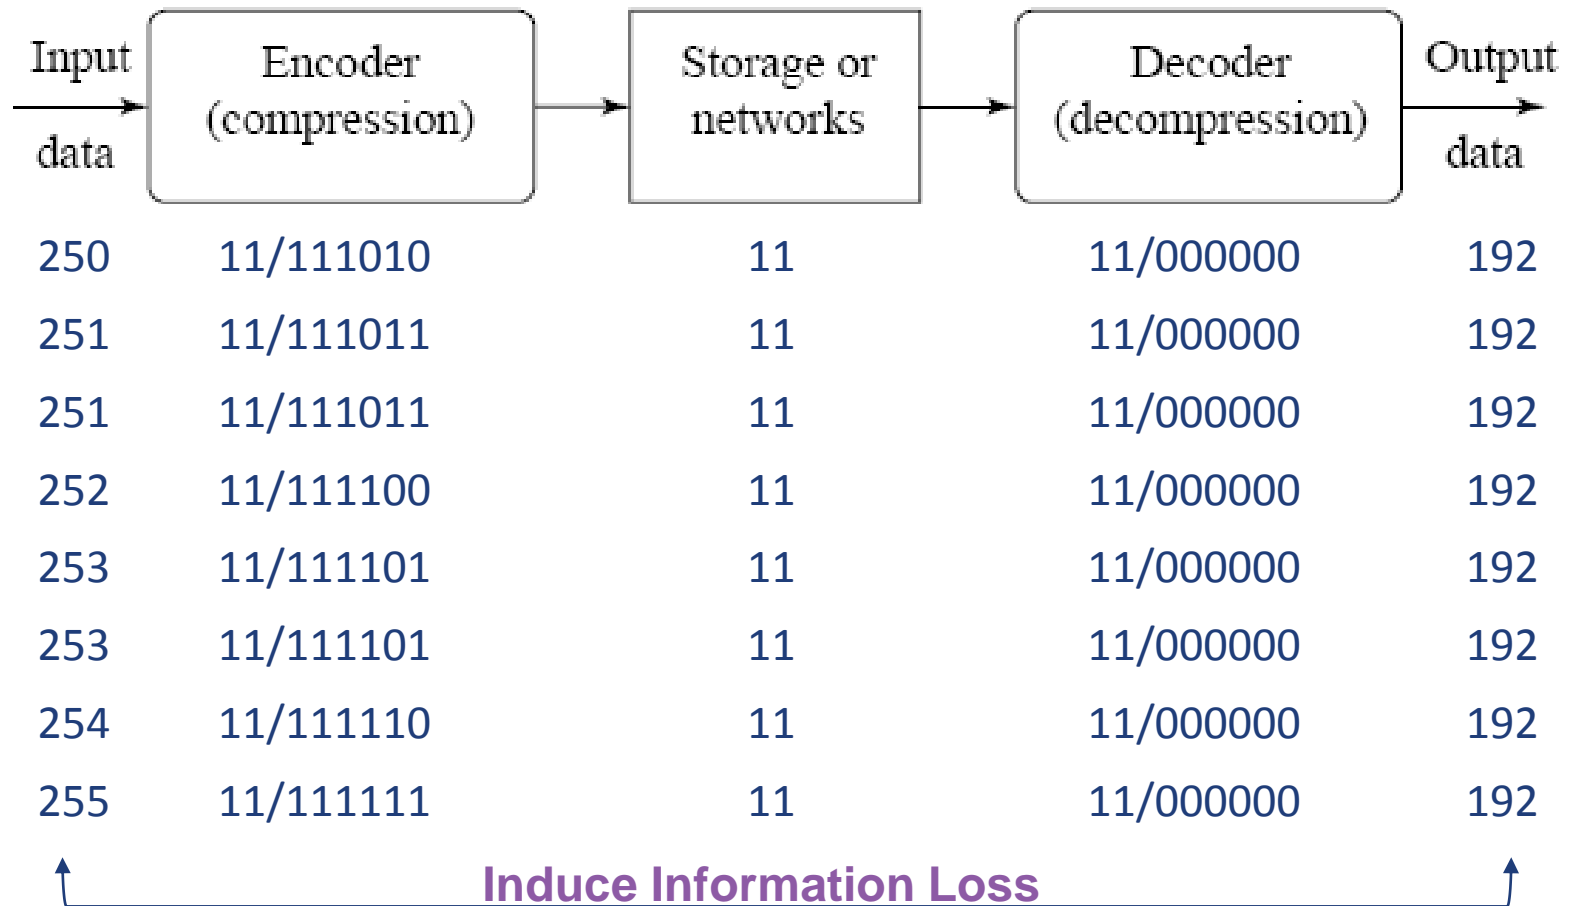 Input data
Encoder
(compression)
Storage or
networks
Decoder
(decompression)
Output data
250 11/111010 11 11/000000 192
251 11/111011 11 11/000000 192
251 11/111011 11 11/000000 192
252 11/111100 11 11/000000 192
253 11/111101 11 11/000000 192
253 11/111101 11 11/000000 192
254 11/111110 11 11/000000 192
255 11/111111 11 11/000000 192
Induce Information Loss